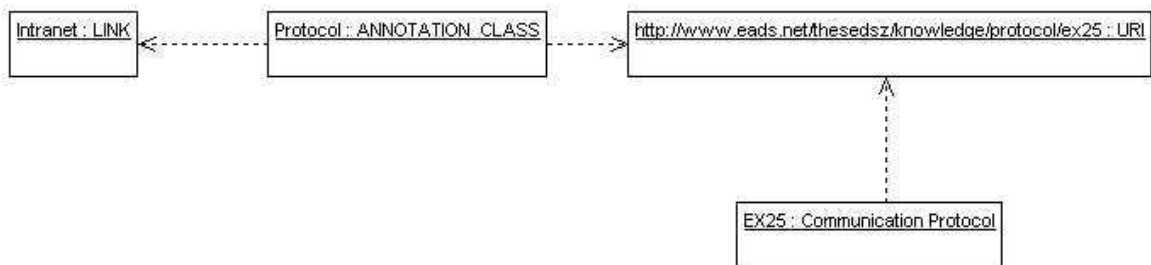 Intranet : LINK
Protocol : ANNOTATION_CLASS
http://www.eads.net/thesedsz/knowledge/protocol/ex25 : URI
EX25 : Communication Protocol